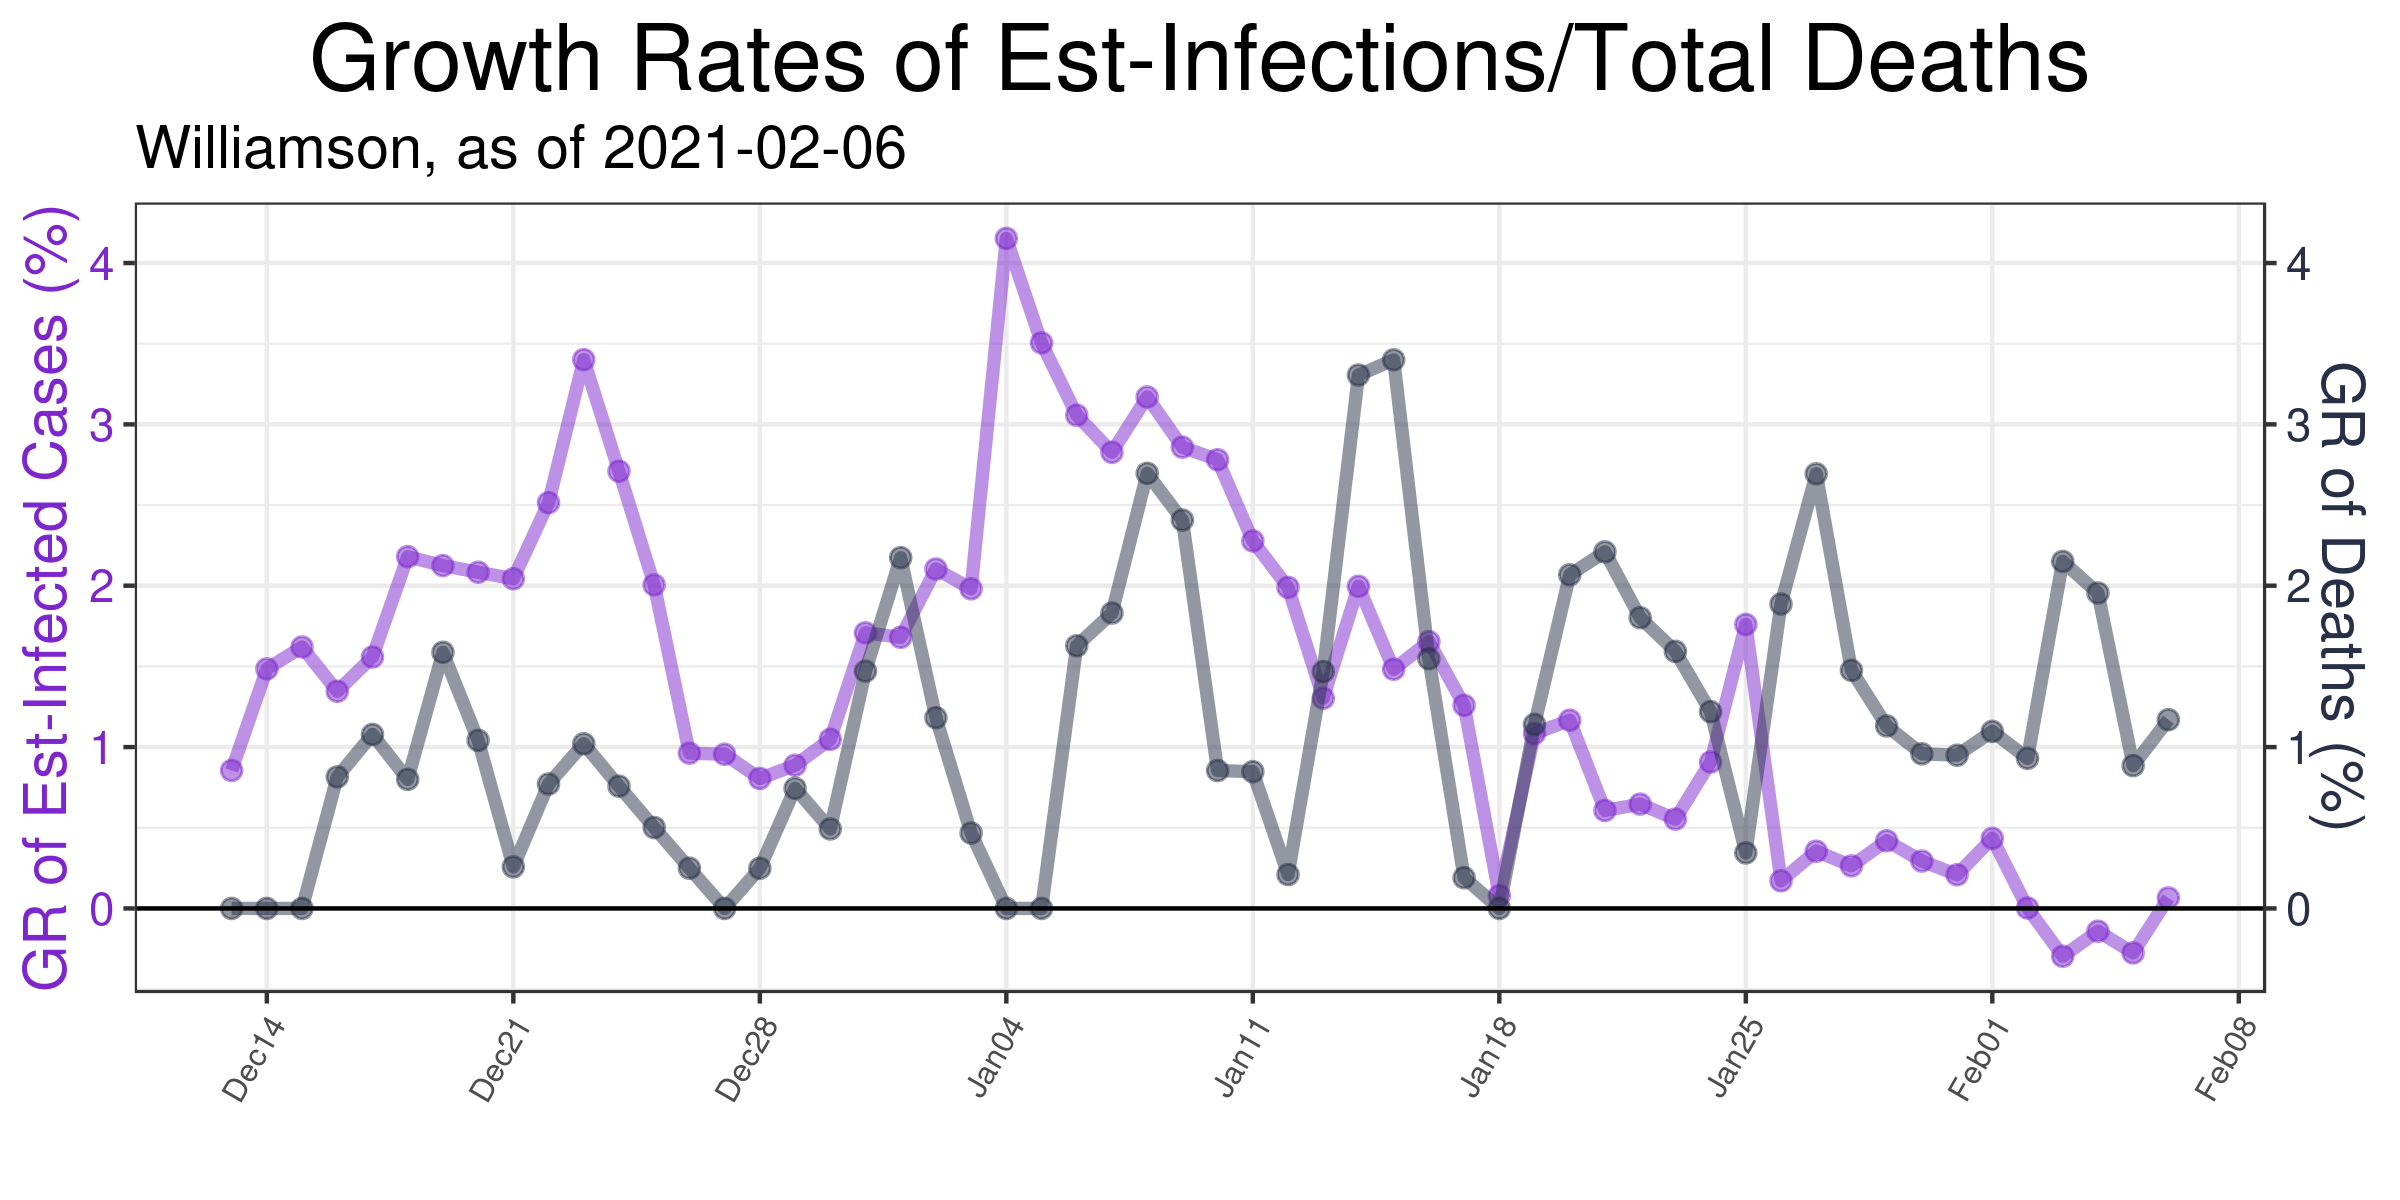 Growth Rates of Est-Infections/Total Deaths
Williamson, as of 2021-02-06
GR of Est-Infected Cases (%)
4
3
2
1
0
4
3
2
1
0
GR of Deaths (%)
Dec14
Dec21
Dec28
Jan04
Jan11
Jan18
Jan25
Feb01
Feb08